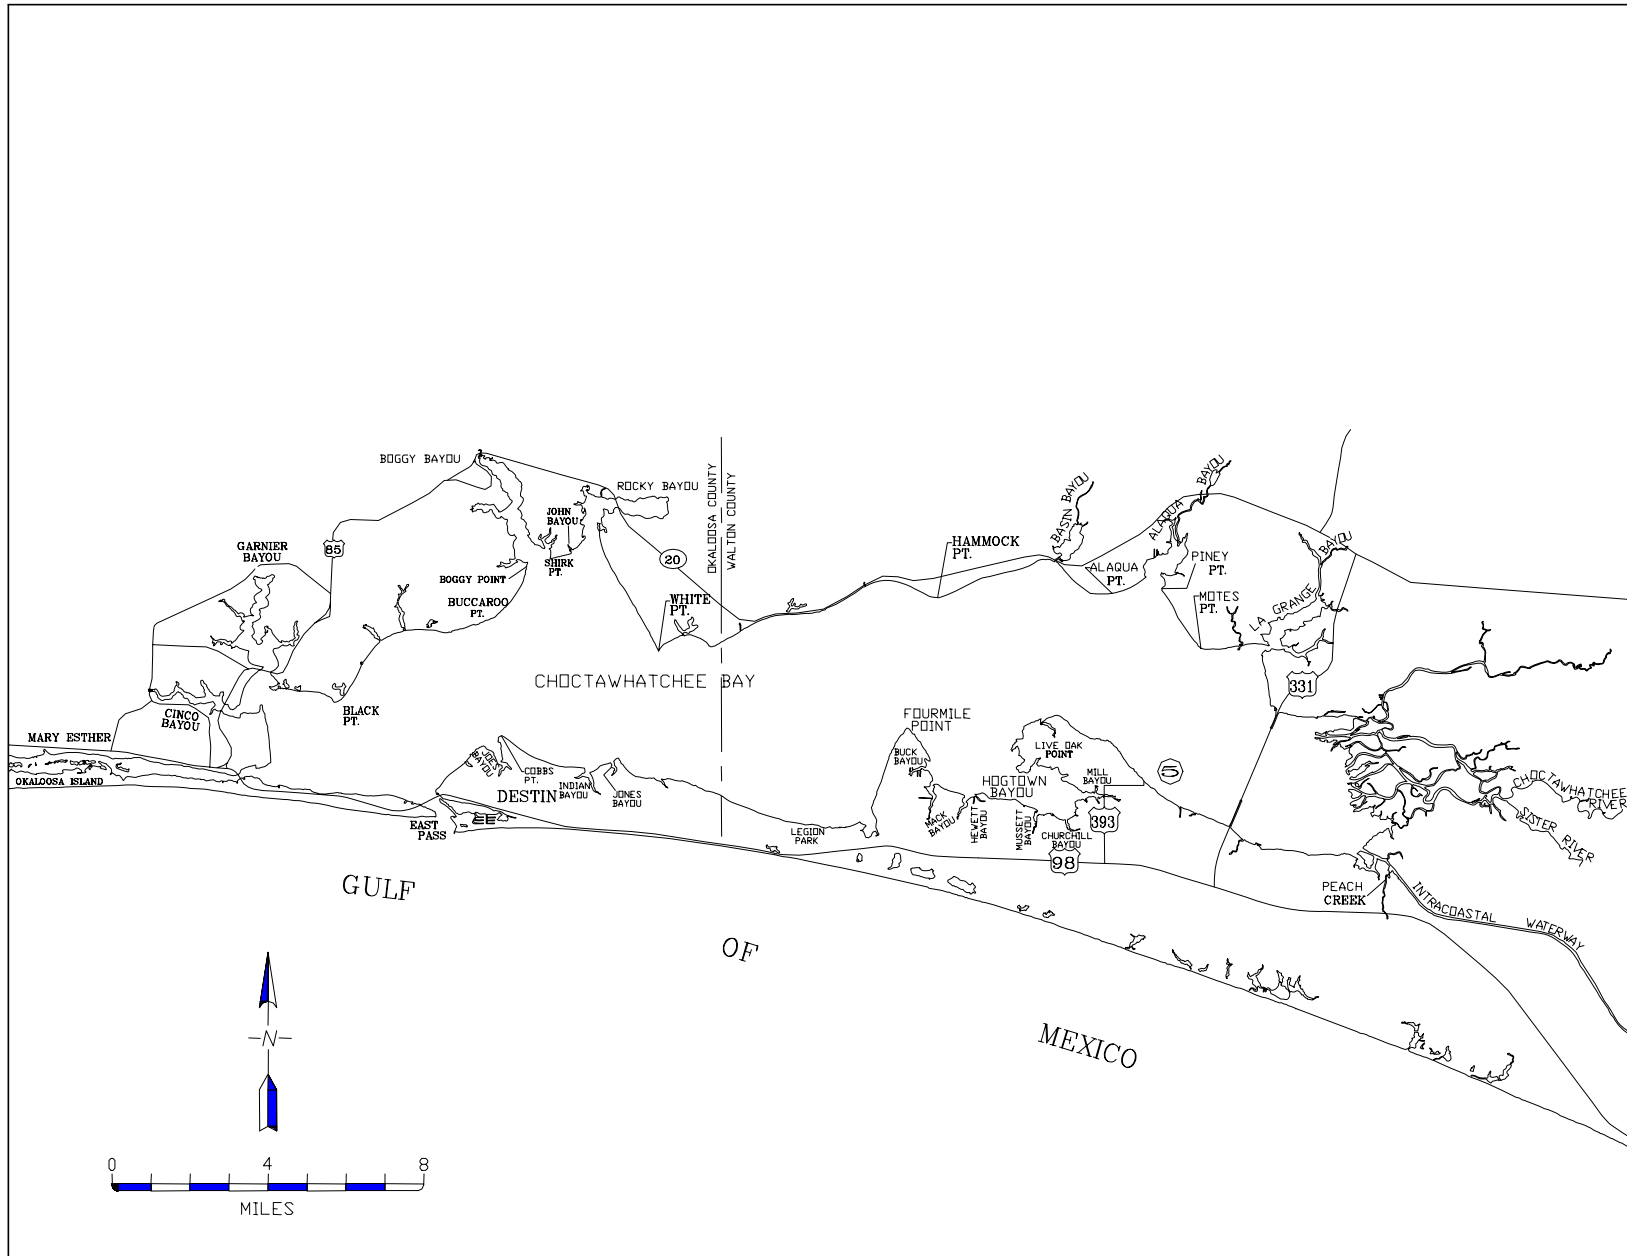 BOGGY BAYOU
ROCKY BAYOU
OKALOOSA COUNTY
WALTON COUNTY
BASIN BAYOU
ALAQUA BAYOU
JOHN
BAYOU
GARNIER
BAYOU
85
20
HAMMOCK
PT.
LA GRANGE BAYOU
SHIRK
PT.
BOGGY POINT
ALAQUA
PT.
PINEY
PT.
BUCCAROO
PT.
WHITE
PT.
MOTES
PT.
CHOCTAWHATCHEE BAY
331
CINCO
BAYOU
BLACK
PT.
FOURMILE
POINT
MARY ESTHER
OKALOOSA ISLAND
JOES
BAYOU
COBBS
PT.
DESTIN
INDIAN
BAYOU
JONES
BAYOU
BUCK
BAYOU
LIVE OAK
POINT
MILL
BAYOU
HOGTOWN
BAYOU
5
CHOCTAWHATCHEE
RIVER
SISTER RIVER
EAST
PASS
LEGION
PARK
MACK
BAYOU
HEWETT
BAYOU
MUSSETT
BAYOU
CHURCHILL
BAYOU
393
98
PEACH
CREEK
INTRACOASTAL WATERWAY
GULF
OF
MEXICO
-N-
0 4 8
MILES